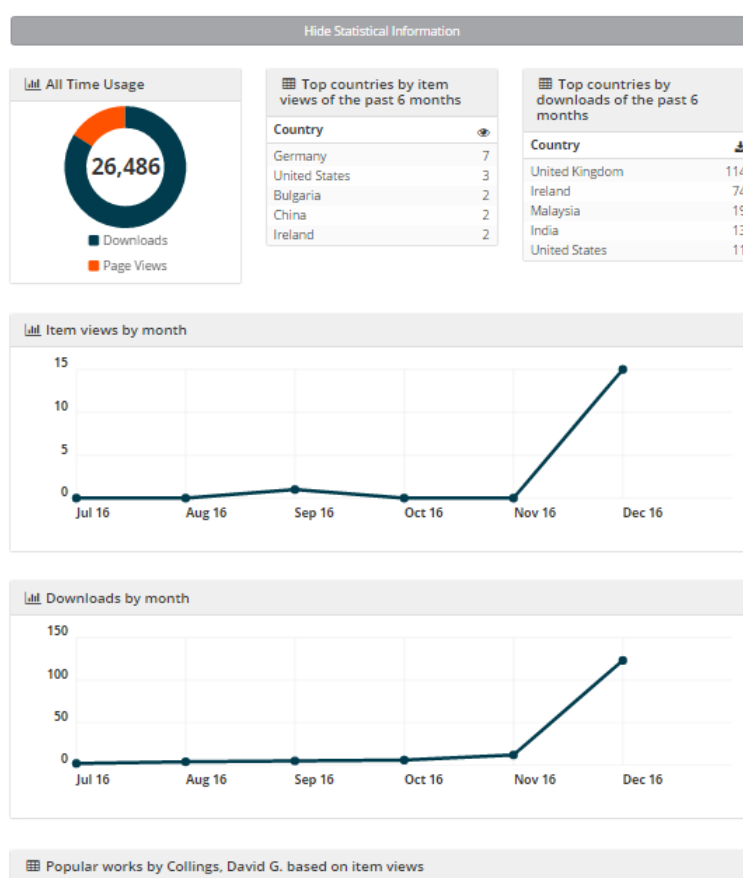 Hide Statistical Information
All Time Usage
26,486
Downloads
Page Views
Top countries by item
views of the past 6 months
Country
Germany 7
United States 3
Bulgaria 2
China 2
Ireland 2
Top countries by
downloads of the past 6
months
Country
United Kingdom 114
Ireland 74
Malaysia 19
India 13
United States 11
Item views by month
15
10
5
0
Jul 16 Aug 16 Sep 16 Oct 16 Nov 16 Dec 16
Downloads by month
150
100
50
0
Jul 16 Aug 16 Sep 16 Oct 16 Nov 16 Dec 16
Popular works by Collings, David G. based on item views